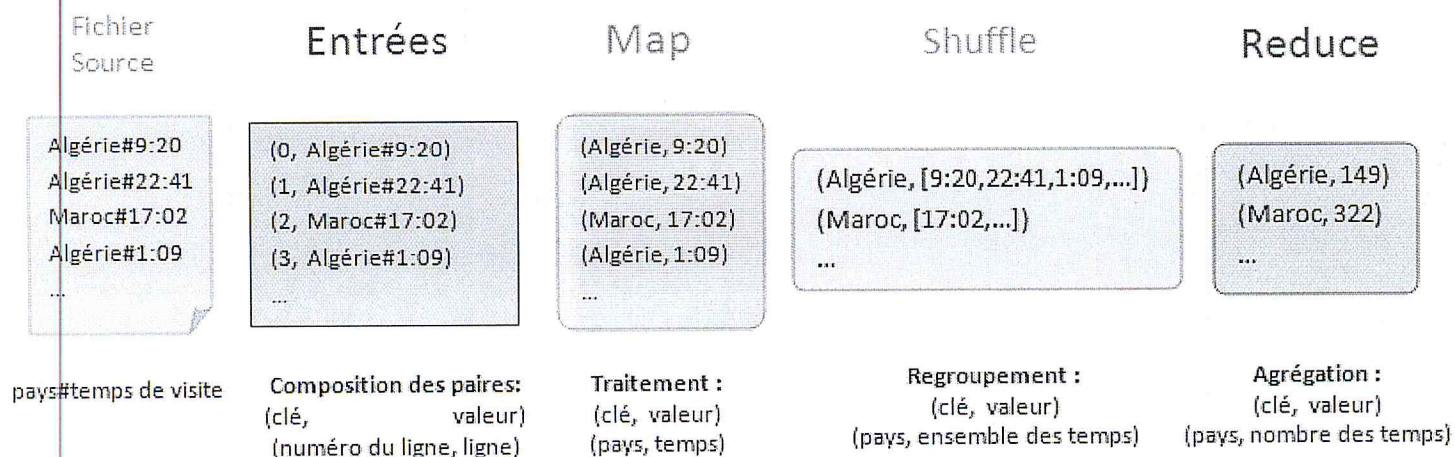 Fichier
Source
Entrées
Map
Shuffle
Reduce
Algérie#9:20
Algérie#22:41
Maroc#17:02
Algérie#1:09
...
(0, Algérie#9:20)
(1, Algérie#22:41)
(2, Maroc#17:02)
(3, Algérie#1:09)
...
(Algérie, 9:20)
(Algérie, 22:41)
(Maroc, 17:02)
(Algérie, 1:09)
...
(Algérie, [9:20,22:41,1:09,...])
(Maroc, [17:02,...])
...
(Algérie, 149)
(Maroc, 322)
...
pays#temps de visite
Composition des paires:
(clé, valeur)
(numéro du ligne, ligne)
Traitement :
(clé, valeur)
(pays, temps)
Regroupement :
(clé, valeur)
(pays, ensemble des temps)
Agrégation :
(clé, valeur)
(pays, nombre des temps)